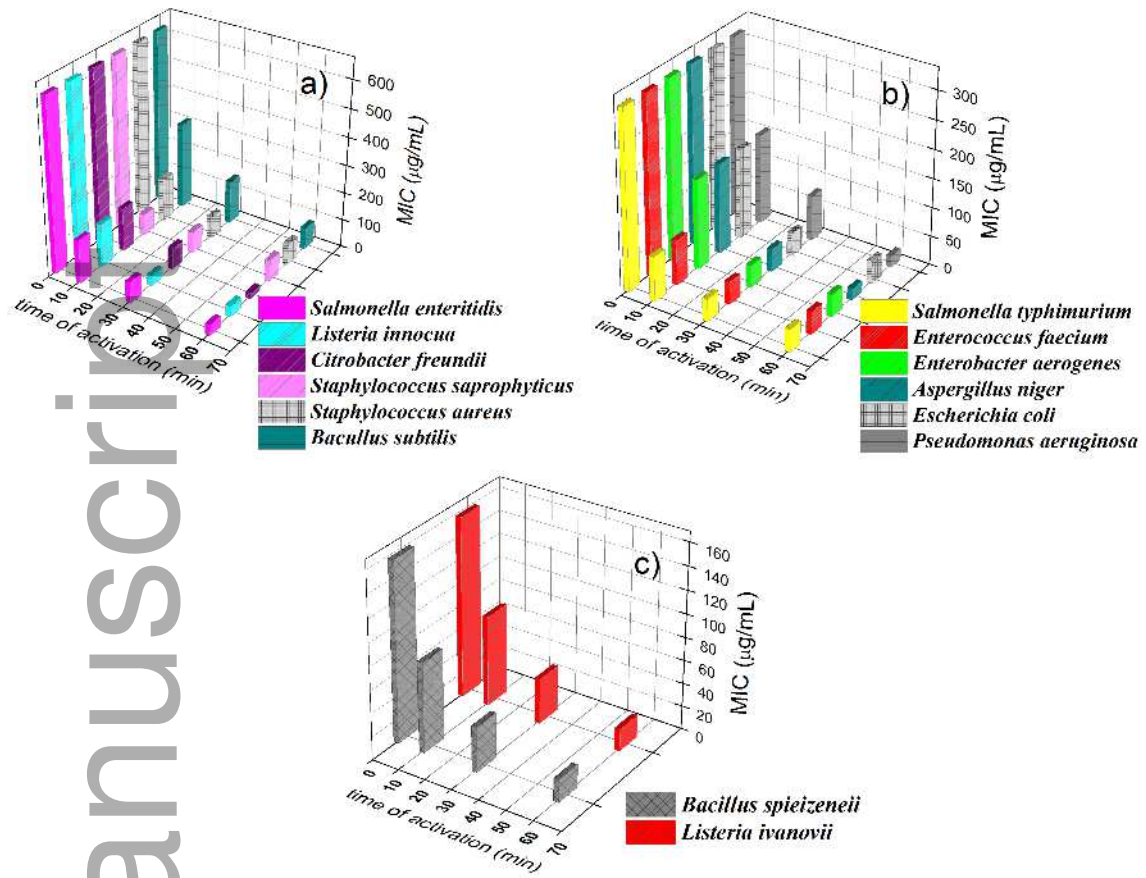 a)
600
500
400
300
200
100
0
MIC (µg/mL)
0
10
20
30
40
50
60
70
time of activation (min)
Salmonella enteritidis
Listeria innocua
Citrobacter freundii
Staphylococcus saprophyticus
Staphylococcus aureus
Bacullus subtilis
b)
300
250
200
150
100
50
0
MIC (µg/mL)
0
10
20
30
40
50
60
70
time of activation (min)
Salmonella typhimurium
Enterococcus faecium
Enterobacter aerogenes
Aspergillus niger
Escherichia coli
Pseudomonas aeruginosa
c)
160
140
120
100
80
60
40
20
0
MIC (µg/mL)
0
10
20
30
40
50
60
70
time of activation (min)
Bacillus spieizeneii
Listeria ivanovii
anuscript